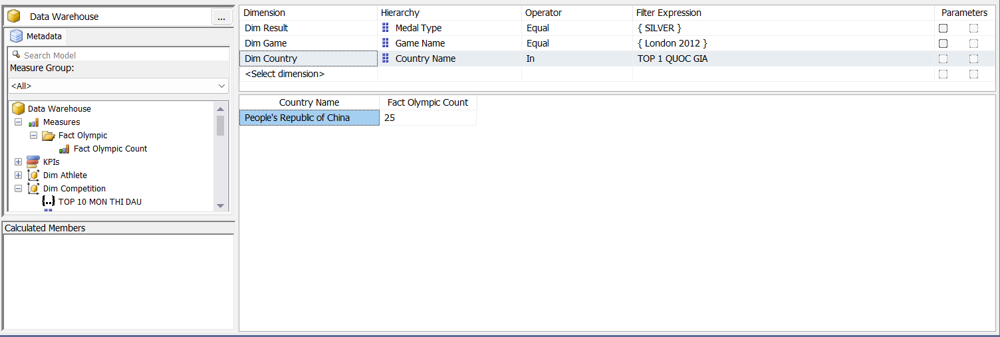 Data Warehouse
...
Metadata
Search Model
Measure Group:
<All>
Data Warehouse
Measures
Fact Olympic
Fact Olympic Count
KPIs
Dim Athlete
Dim Competition
{..} TOP 10 MON THI DAU
Calculated Members
Dimension Hierarchy Operator Filter Expression Parameters
Dim Result Medal Type Equal { SILVER }
Dim Game Game Name Equal { London 2012 }
Dim Country Country Name In TOP 1 QUOC GIA
<Select dimension>
Country Name Fact Olympic Count
People's Republic of China 25